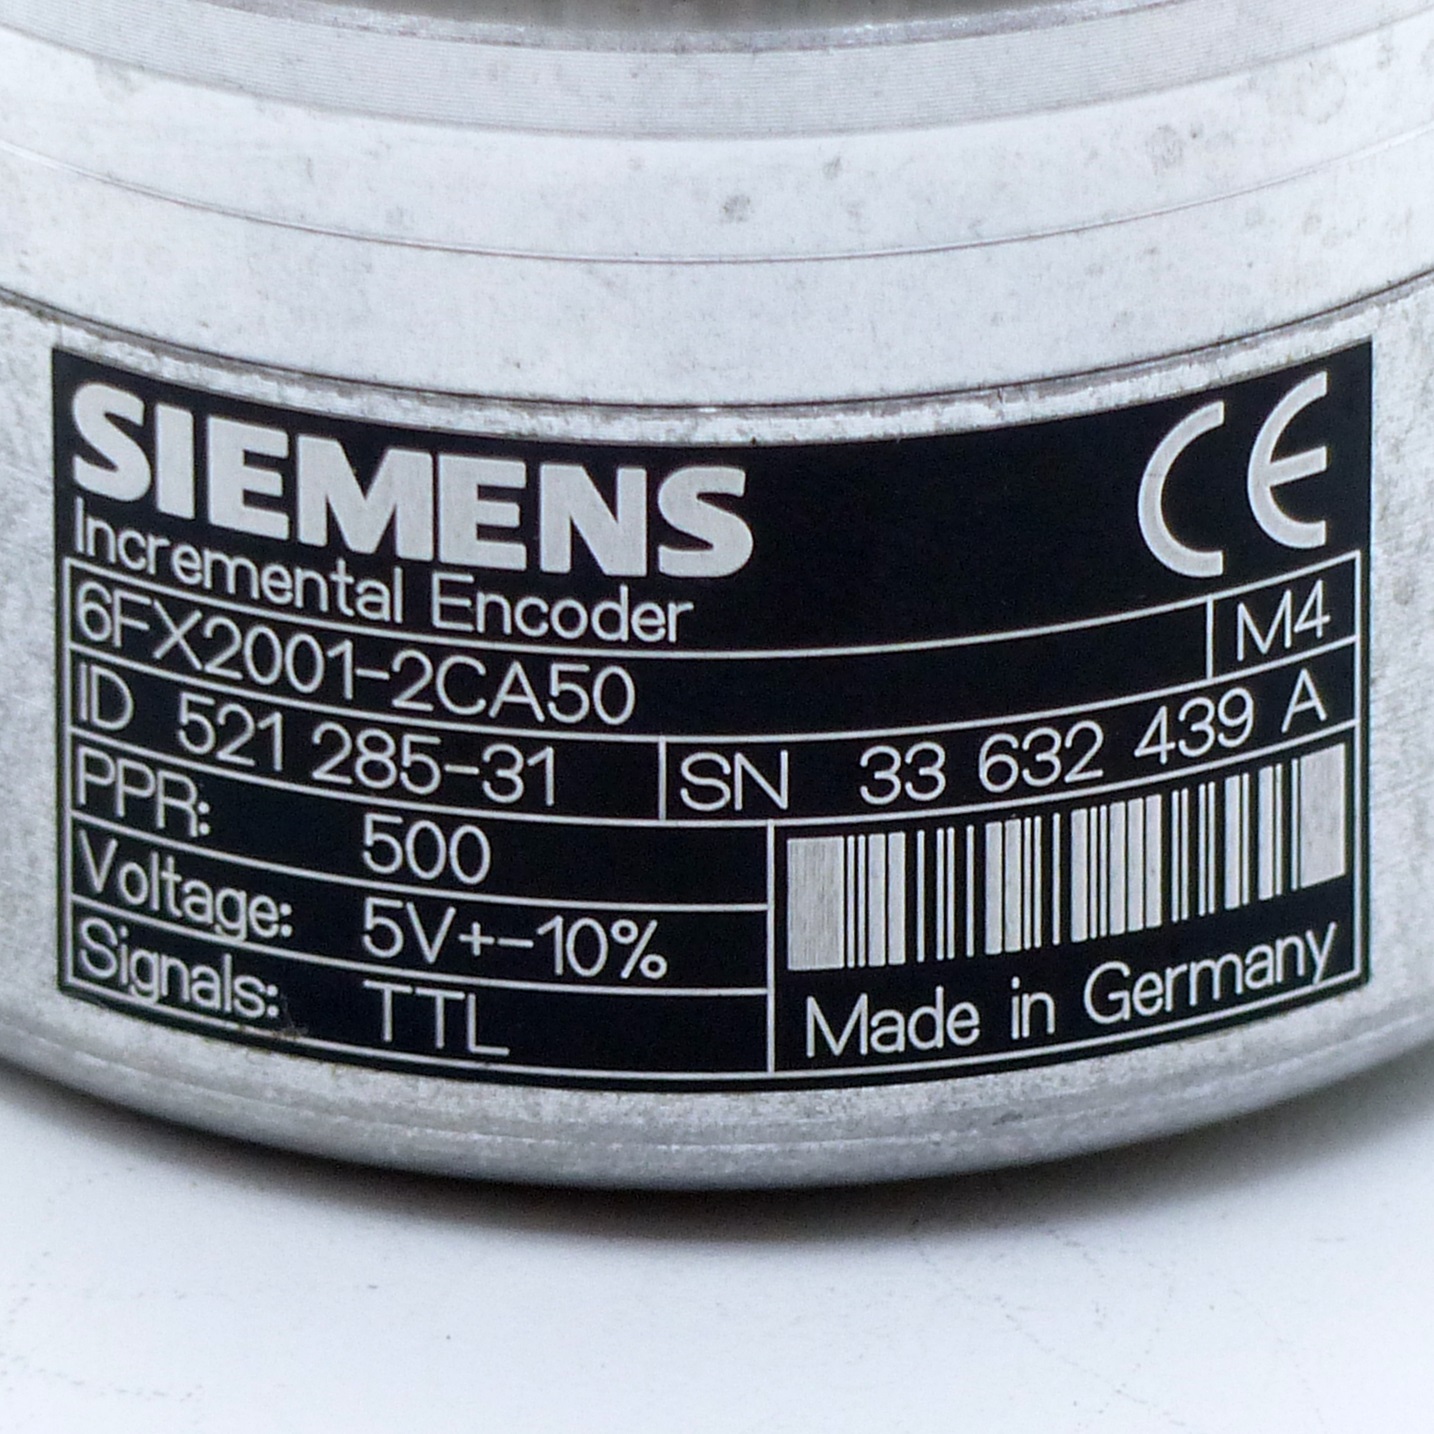 SIEMENS
CE
Incremental Encoder
6FX2001-2CA50 M4
ID 521 285-31 SN 33 632 439 A
PPR: 500
Voltage: 5V+-10%
Signals: TTL
Made in Germany